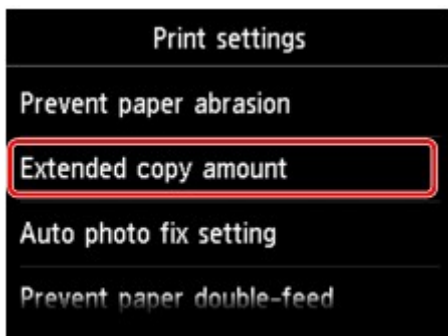 Print settings
Prevent paper abrasion
Extended copy amount
Auto photo fix setting
Prevent paper double-feed